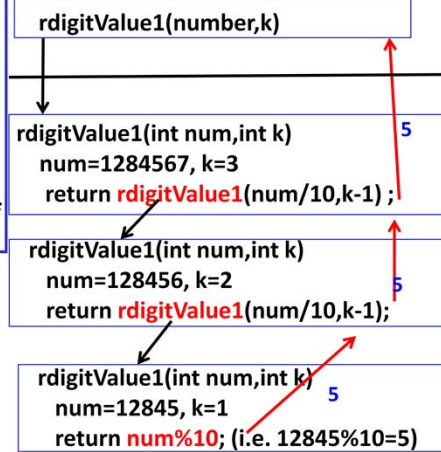 rdigitValue1(number,k)
5
rdigitValue1(int num,int k)
num=1284567, k=3
return rdigitValue1(num/10,k-1) ;
rdigitValue1(int num,int k)
num=128456, k=2
5
return rdigitValue1(num/10,k-1);
rdigitValue1(int num,int k)
5
num=12845, k=1
return num%10; (i.e. 12845%10=5)